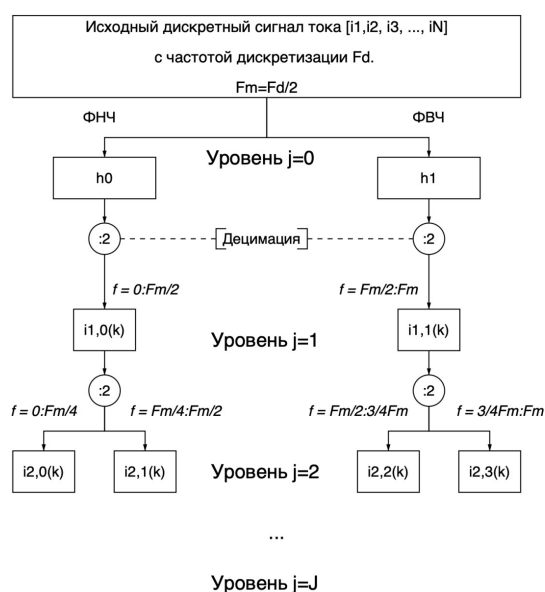 Исходный дискретный сигнал тока [i1,i2, i3, ..., iN]
с частотой дискретизации Fd.
Fm=Fd/2
ФНЧ
ФВЧ
Уровень j=0
h0
h1
:2
Децимация
:2
f = 0:Fm/2
f = Fm/2:Fm
i1,0(k)
Уровень j=1
i1,1(k)
:2
:2
f = 0:Fm/4
f = Fm/4:Fm/2
f = Fm/2:3/4Fm
f = 3/4Fm:Fm
i2,0(k)
i2,1(k)
Уровень j=2
i2,2(k)
i2,3(k)
...
Уровень j=J